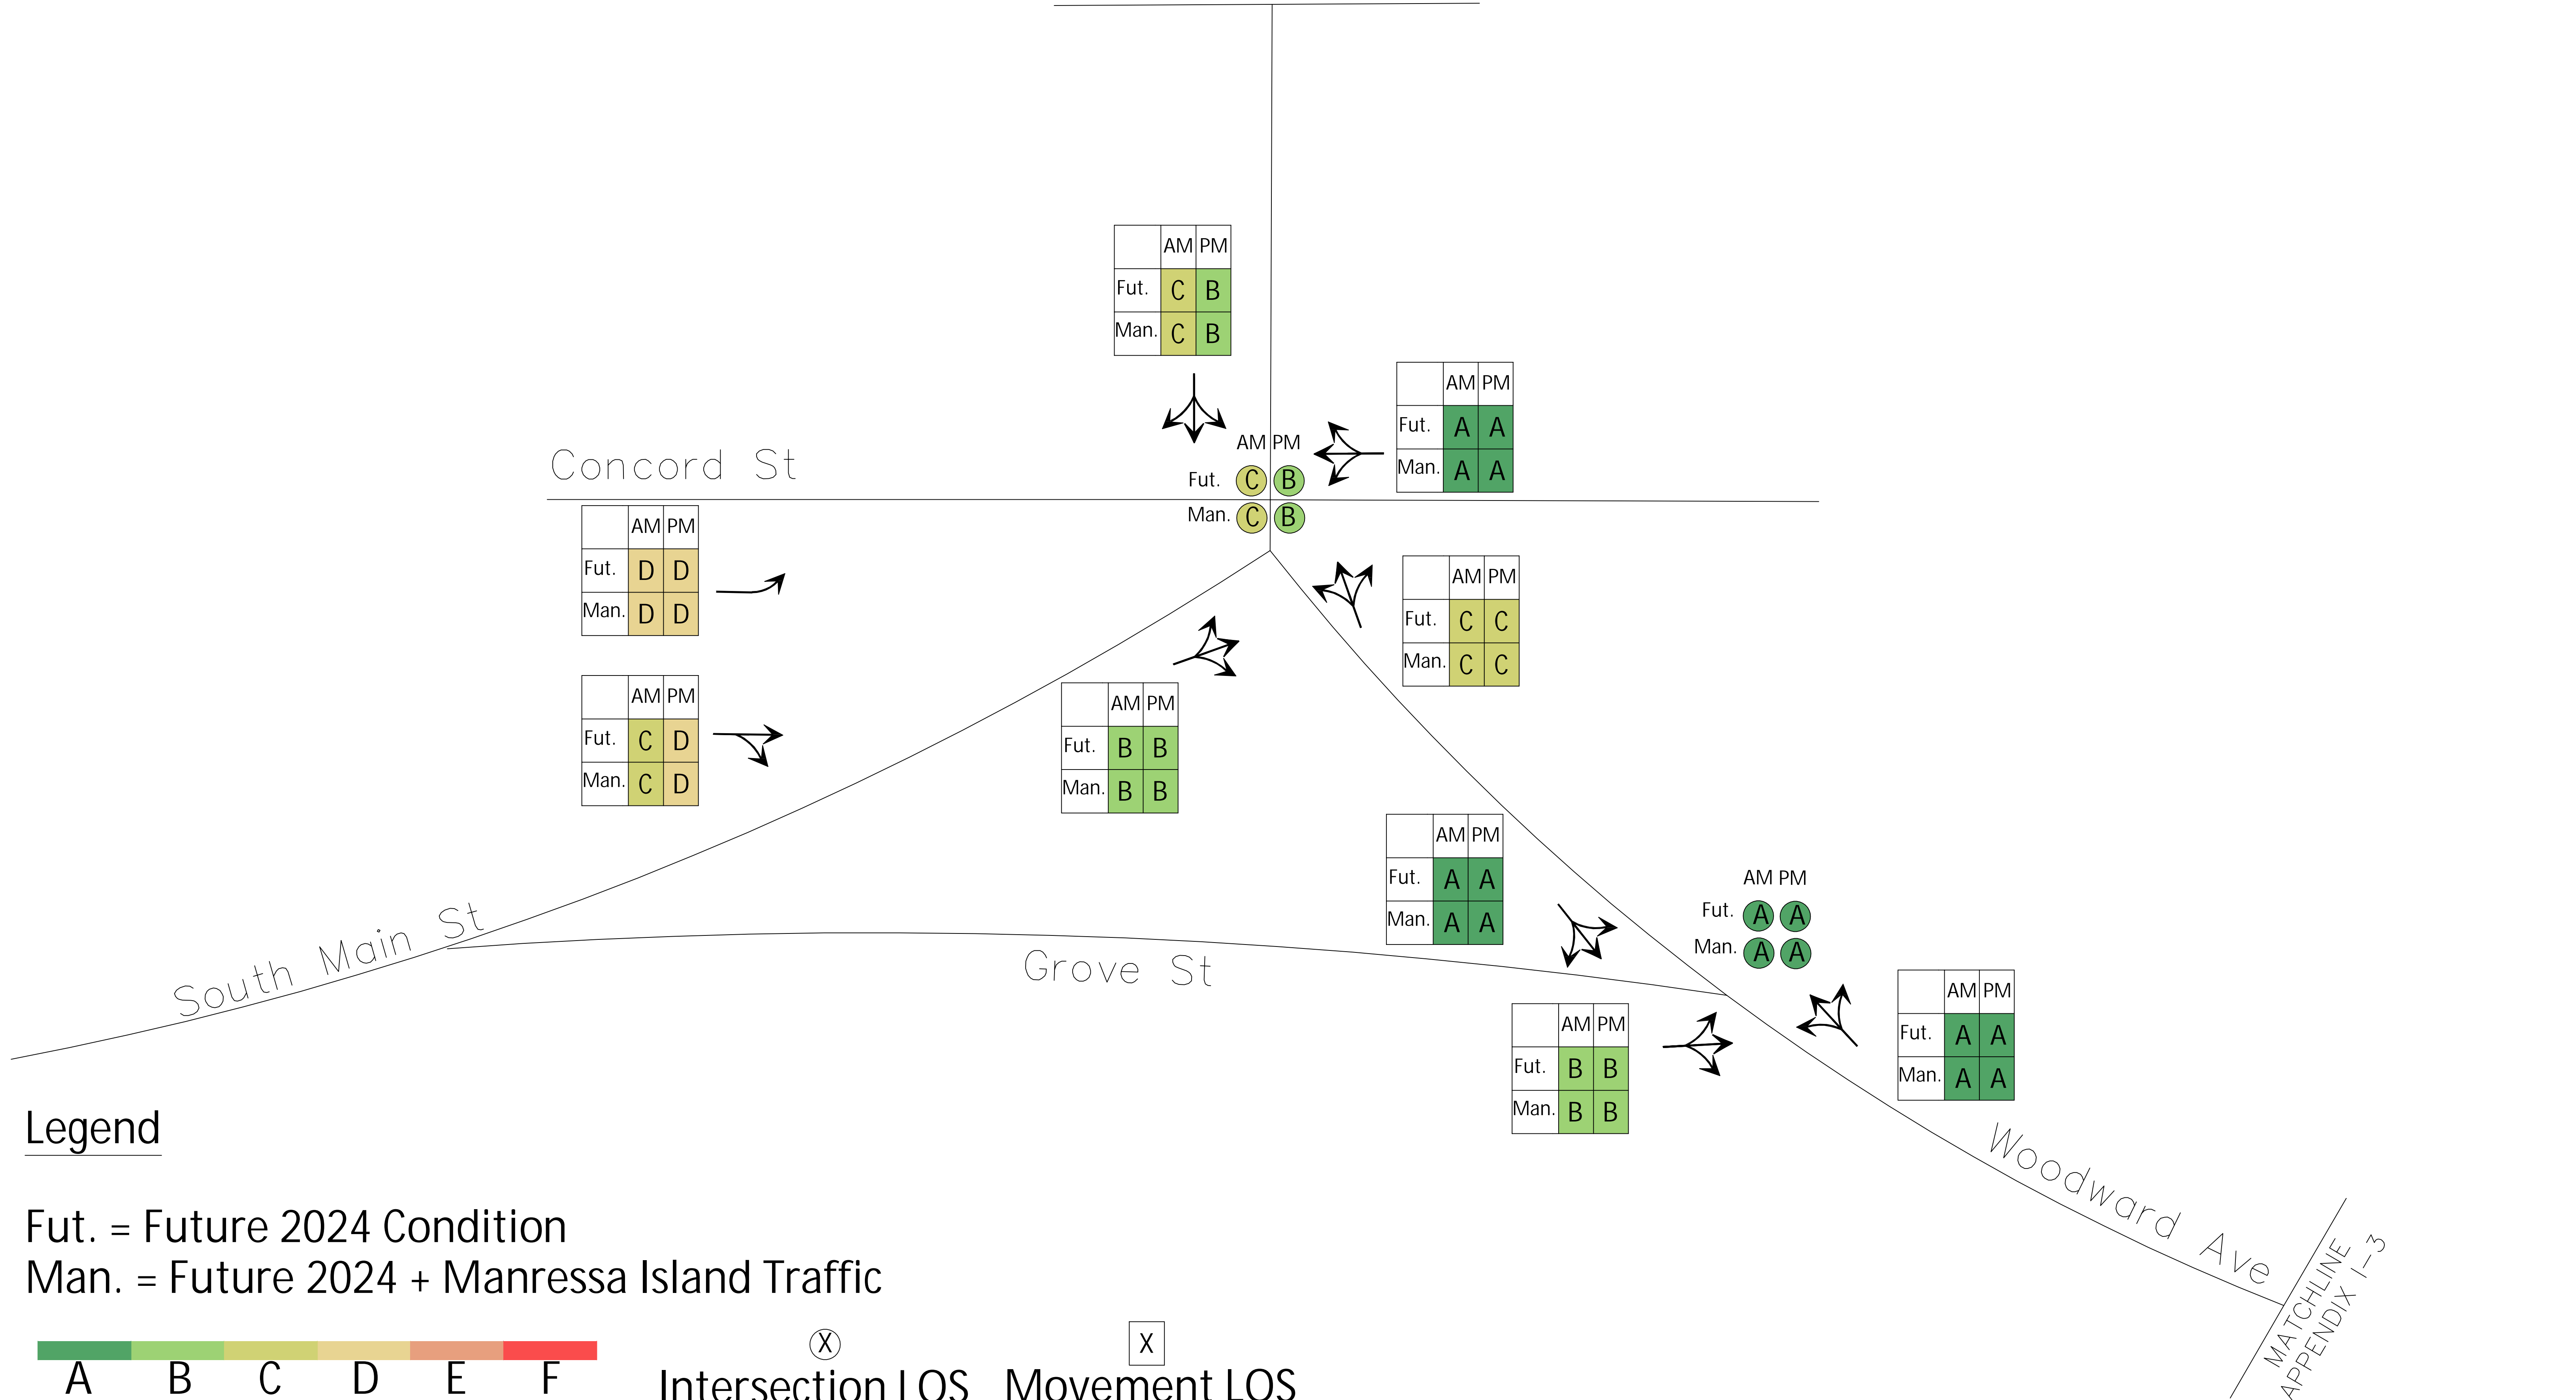 AM PM
Fut. C B
Man. C B
AM PM
Fut. A A
Man. A A
AM PM
Fut. C B
Man. C B
Concord St
AM PM
Fut. D D
Man. D D
AM PM
Fut. C C
Man. C C
AM PM
Fut. C D
Man. C D
AM PM
Fut. B B
Man. B B
AM PM
Fut. A A
Man. A A
AM PM
Fut. A A
Man. A A
South Main St
Grove St
AM PM
Fut. A A
Man. A A
AM PM
Fut. B B
Man. B B
Woodward Ave
MATCHLINE
APPENDIX I-3
Legend
Fut. = Future 2024 Condition
Man. = Future 2024 + Manressa Island Traffic
A B C D E F
X
Intersection LOS
X
Movement LOS